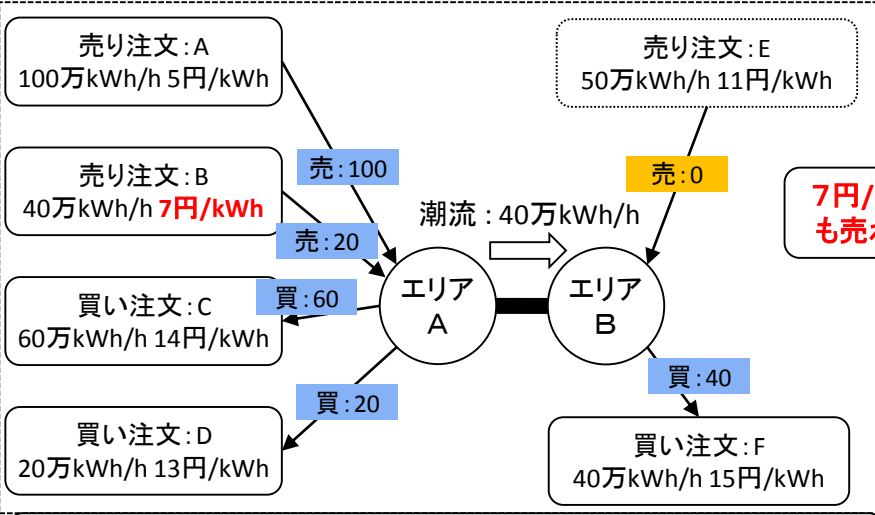 売り注文:A
100万kWh/h 5円/kWh
売り注文:E
50万kWh/h 11円/kWh
売:100
売:0
売り注文:B
40万kWh/h 7円/kWh
7円/
潮流:40万kWh/h
売:20
エリア
A
エリア
B
買い注文:C
60万kWh/h 14円/kWh
買:60
買:40
買:20
買い注文:D
20万kWh/h 13円/kWh
買い注文:F
40万kWh/h 15円/kWh
も売